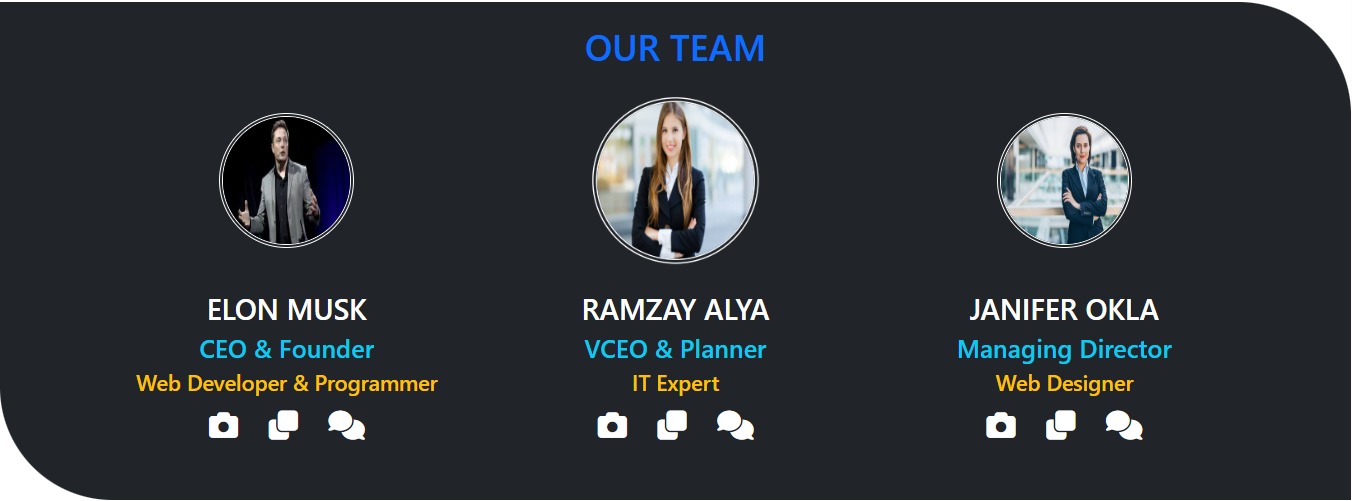 OUR TEAM
ELON MUSK
CEO & Founder
Web Developer & Programmer
RAMZAY ALYA
VCEO & Planner
IT Expert
JANIFER OKLA
Managing Director
Web Designer